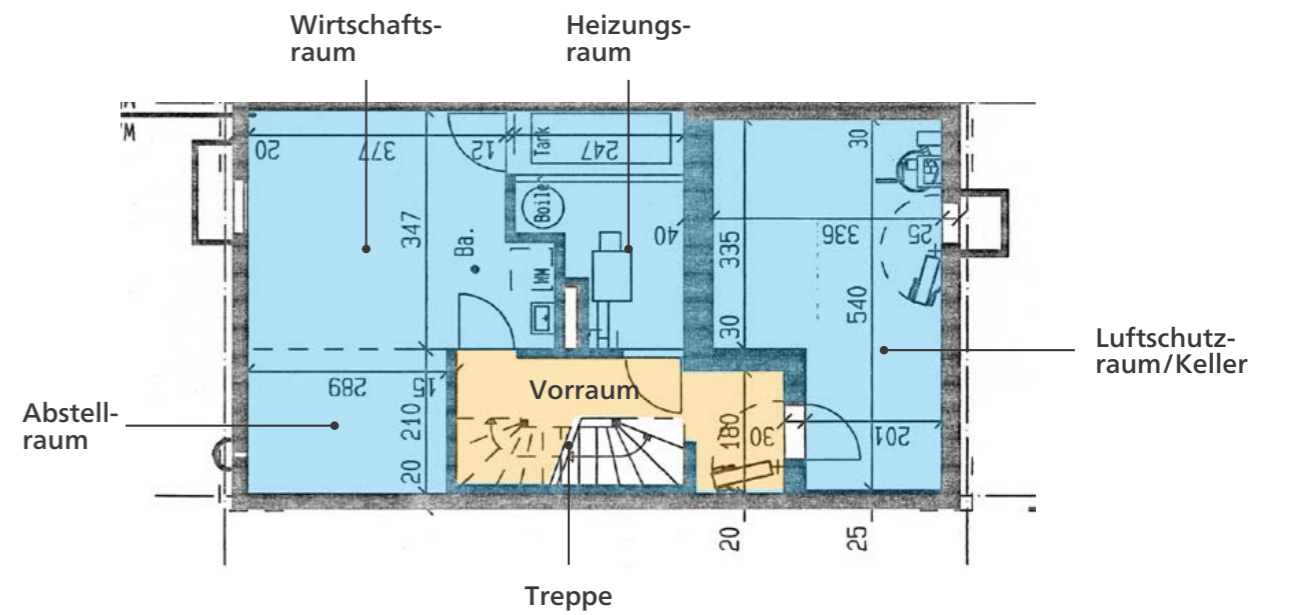 Wirtschafts-
raum
Heizungs-
raum
20
377
12
Tank
247
30
Boiler
347
Ba.
WM
40
335
336
25
540
30
Luftschutz-
raum/Keller
289
15
Vorraum
Abstell-
raum
210
20
180
30
201
20
25
Treppe